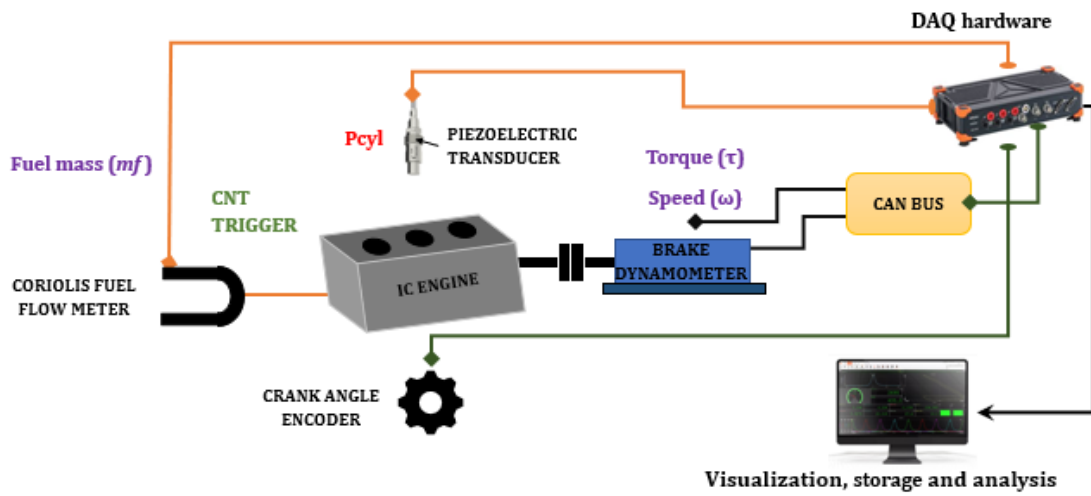 DAQ hardware
Pcyl
PIEZOELECTRIC
TRANSDUCER
Fuel mass (mf)
Torque (τ)
Speed (ω)
CNT
TRIGGER
CAN BUS
BRAKE
DYNAMOMETER
IC ENGINE
CORIOLIS FUEL
FLOW METER
CRANK ANGLE
ENCODER
Visualization, storage and analysis